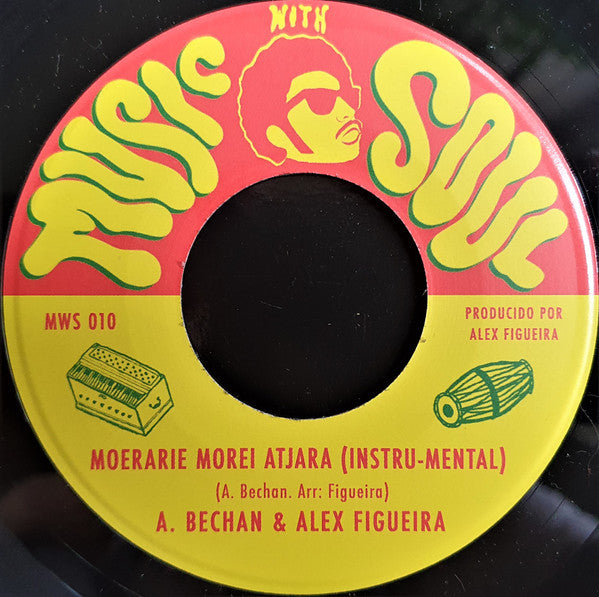 MUSIC WITH SOUL
MWS 010
PRODUCIDO POR
ALEX FIGUEIRA
MOERARIE MOREI ATJARA (INSTRU-MENTAL)
(A. Bechan. Arr: Figueira)
A. BECHAN & ALEX FIGUEIRA